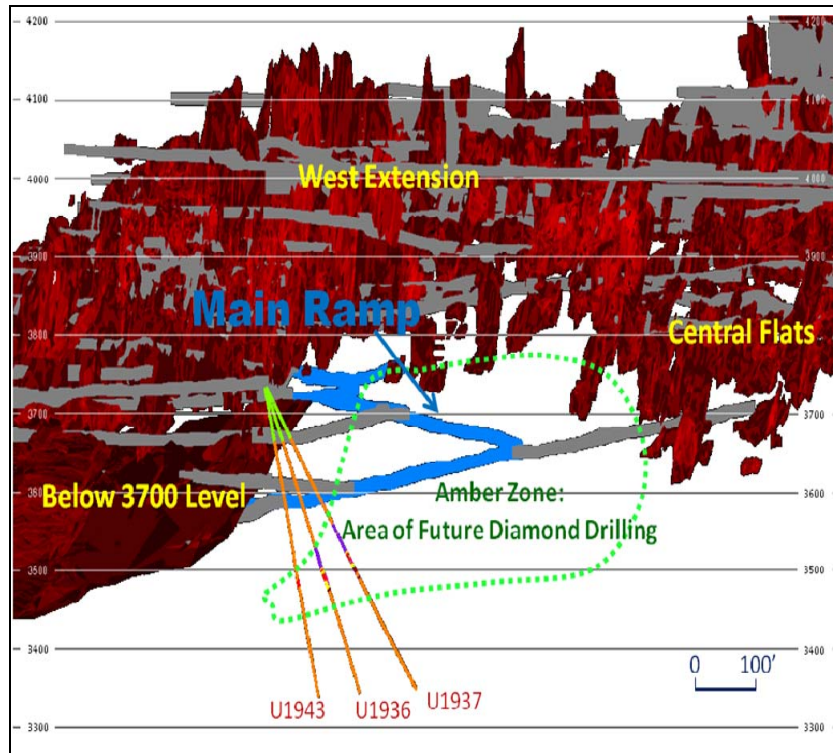 4200 4200
4100 4100
West Extension
4000 4000
3900 3900
Main Ramp
3800 3800
Central Flats
3700 3700
Below 3700 Level
3600 3600
Amber Zone:
Area of Future Diamond Drilling
3500 3500
3400 3400
0 100'
U1943 U1936 U1937
3300 3300